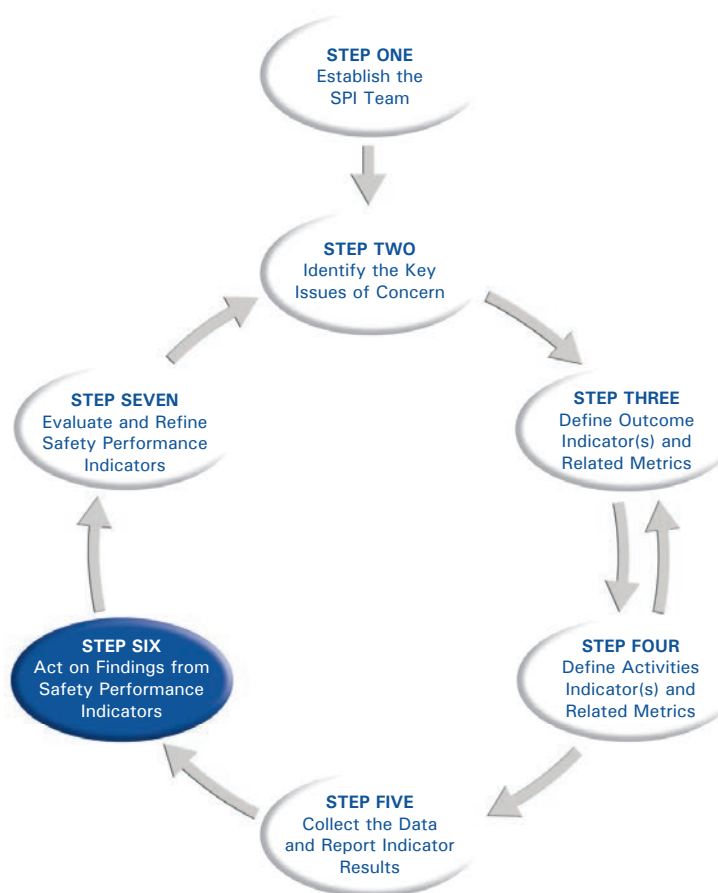 STEP ONE
Establish the
SPI Team
STEP TWO
Identify the Key
Issues of Concern
STEP THREE
Define Outcome
Indicator(s) and
Related Metrics
STEP FOUR
Define Activities
Indicator(s) and
Related Metrics
STEP FIVE
Collect the Data
and Report Indicator
Results
STEP SIX
Act on Findings from
Safety Performance
Indicators
STEP SEVEN
Evaluate and Refine
Safety Performance
Indicators